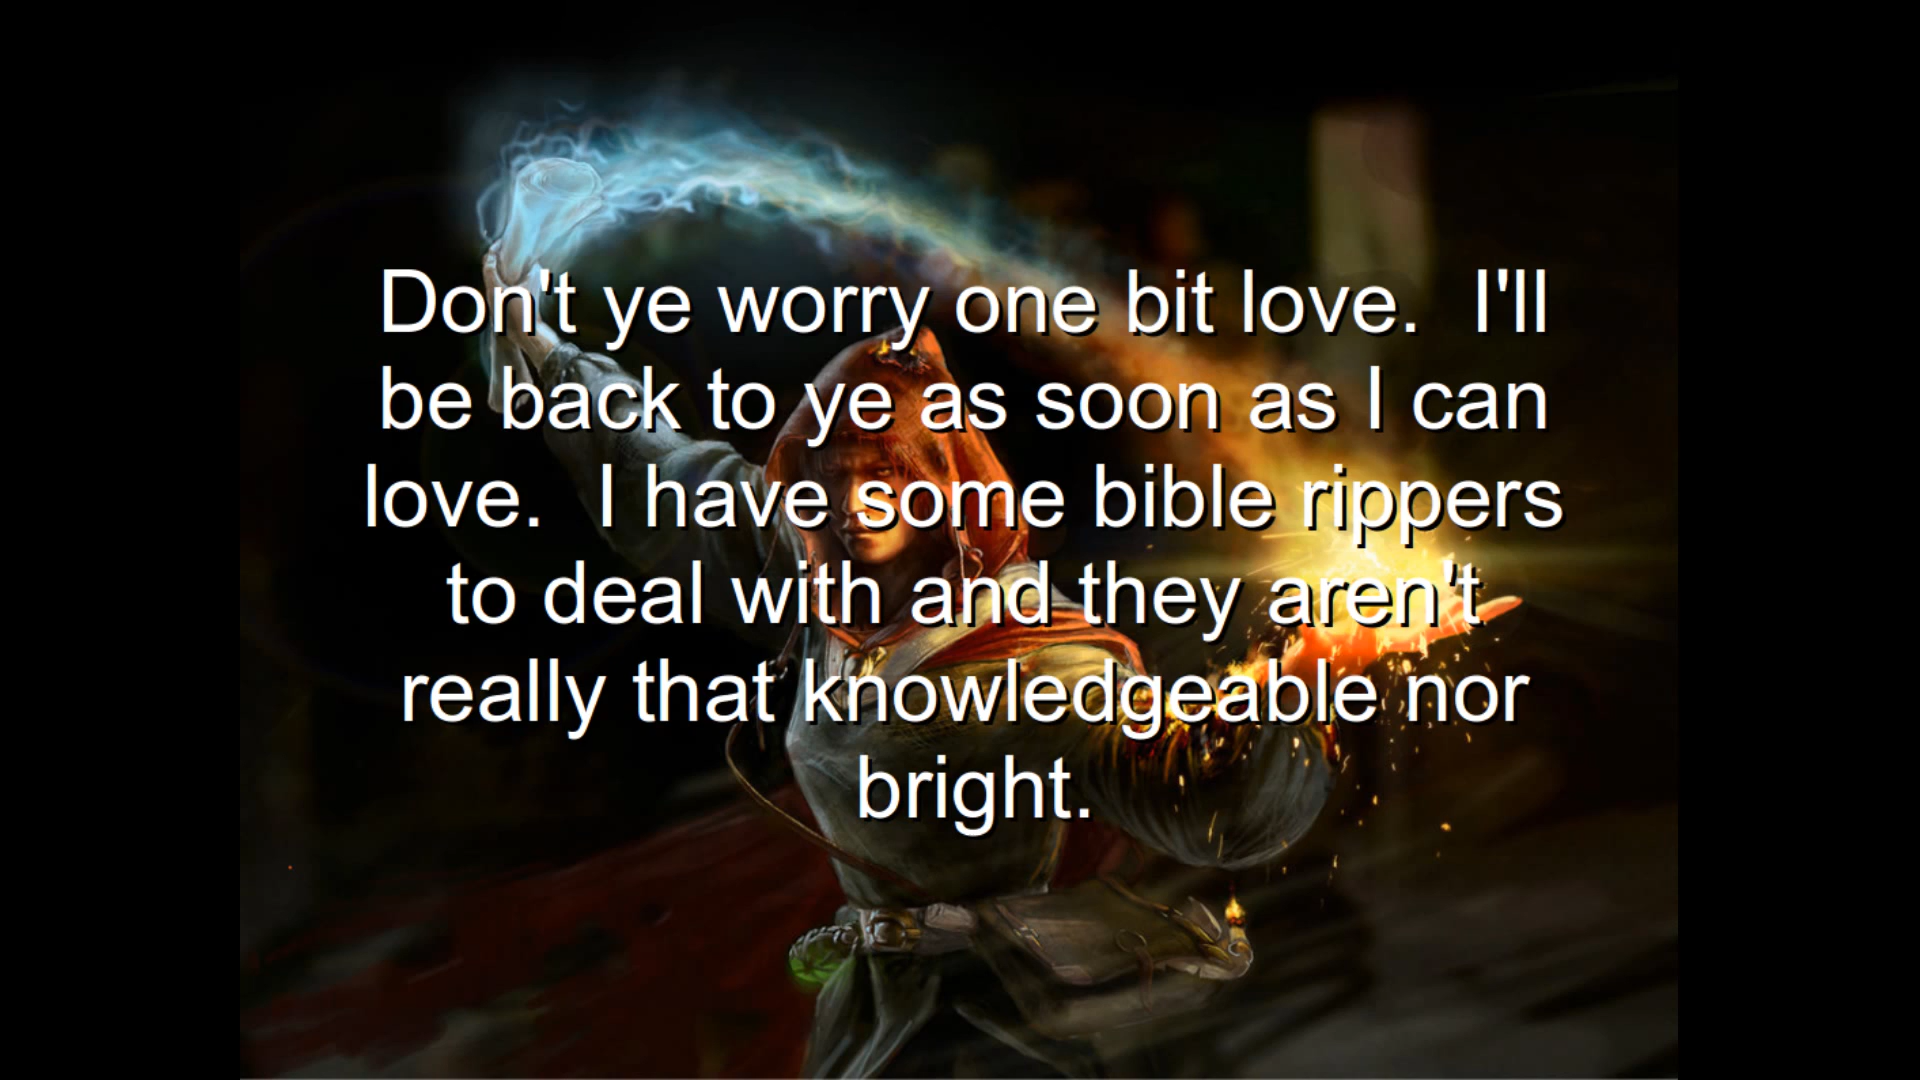 Don't ye worry one bit love.  I'll
be back to ye as soon as I can
love.  I have some bible rippers
to deal with and they aren't
really that knowledgeable nor
bright.